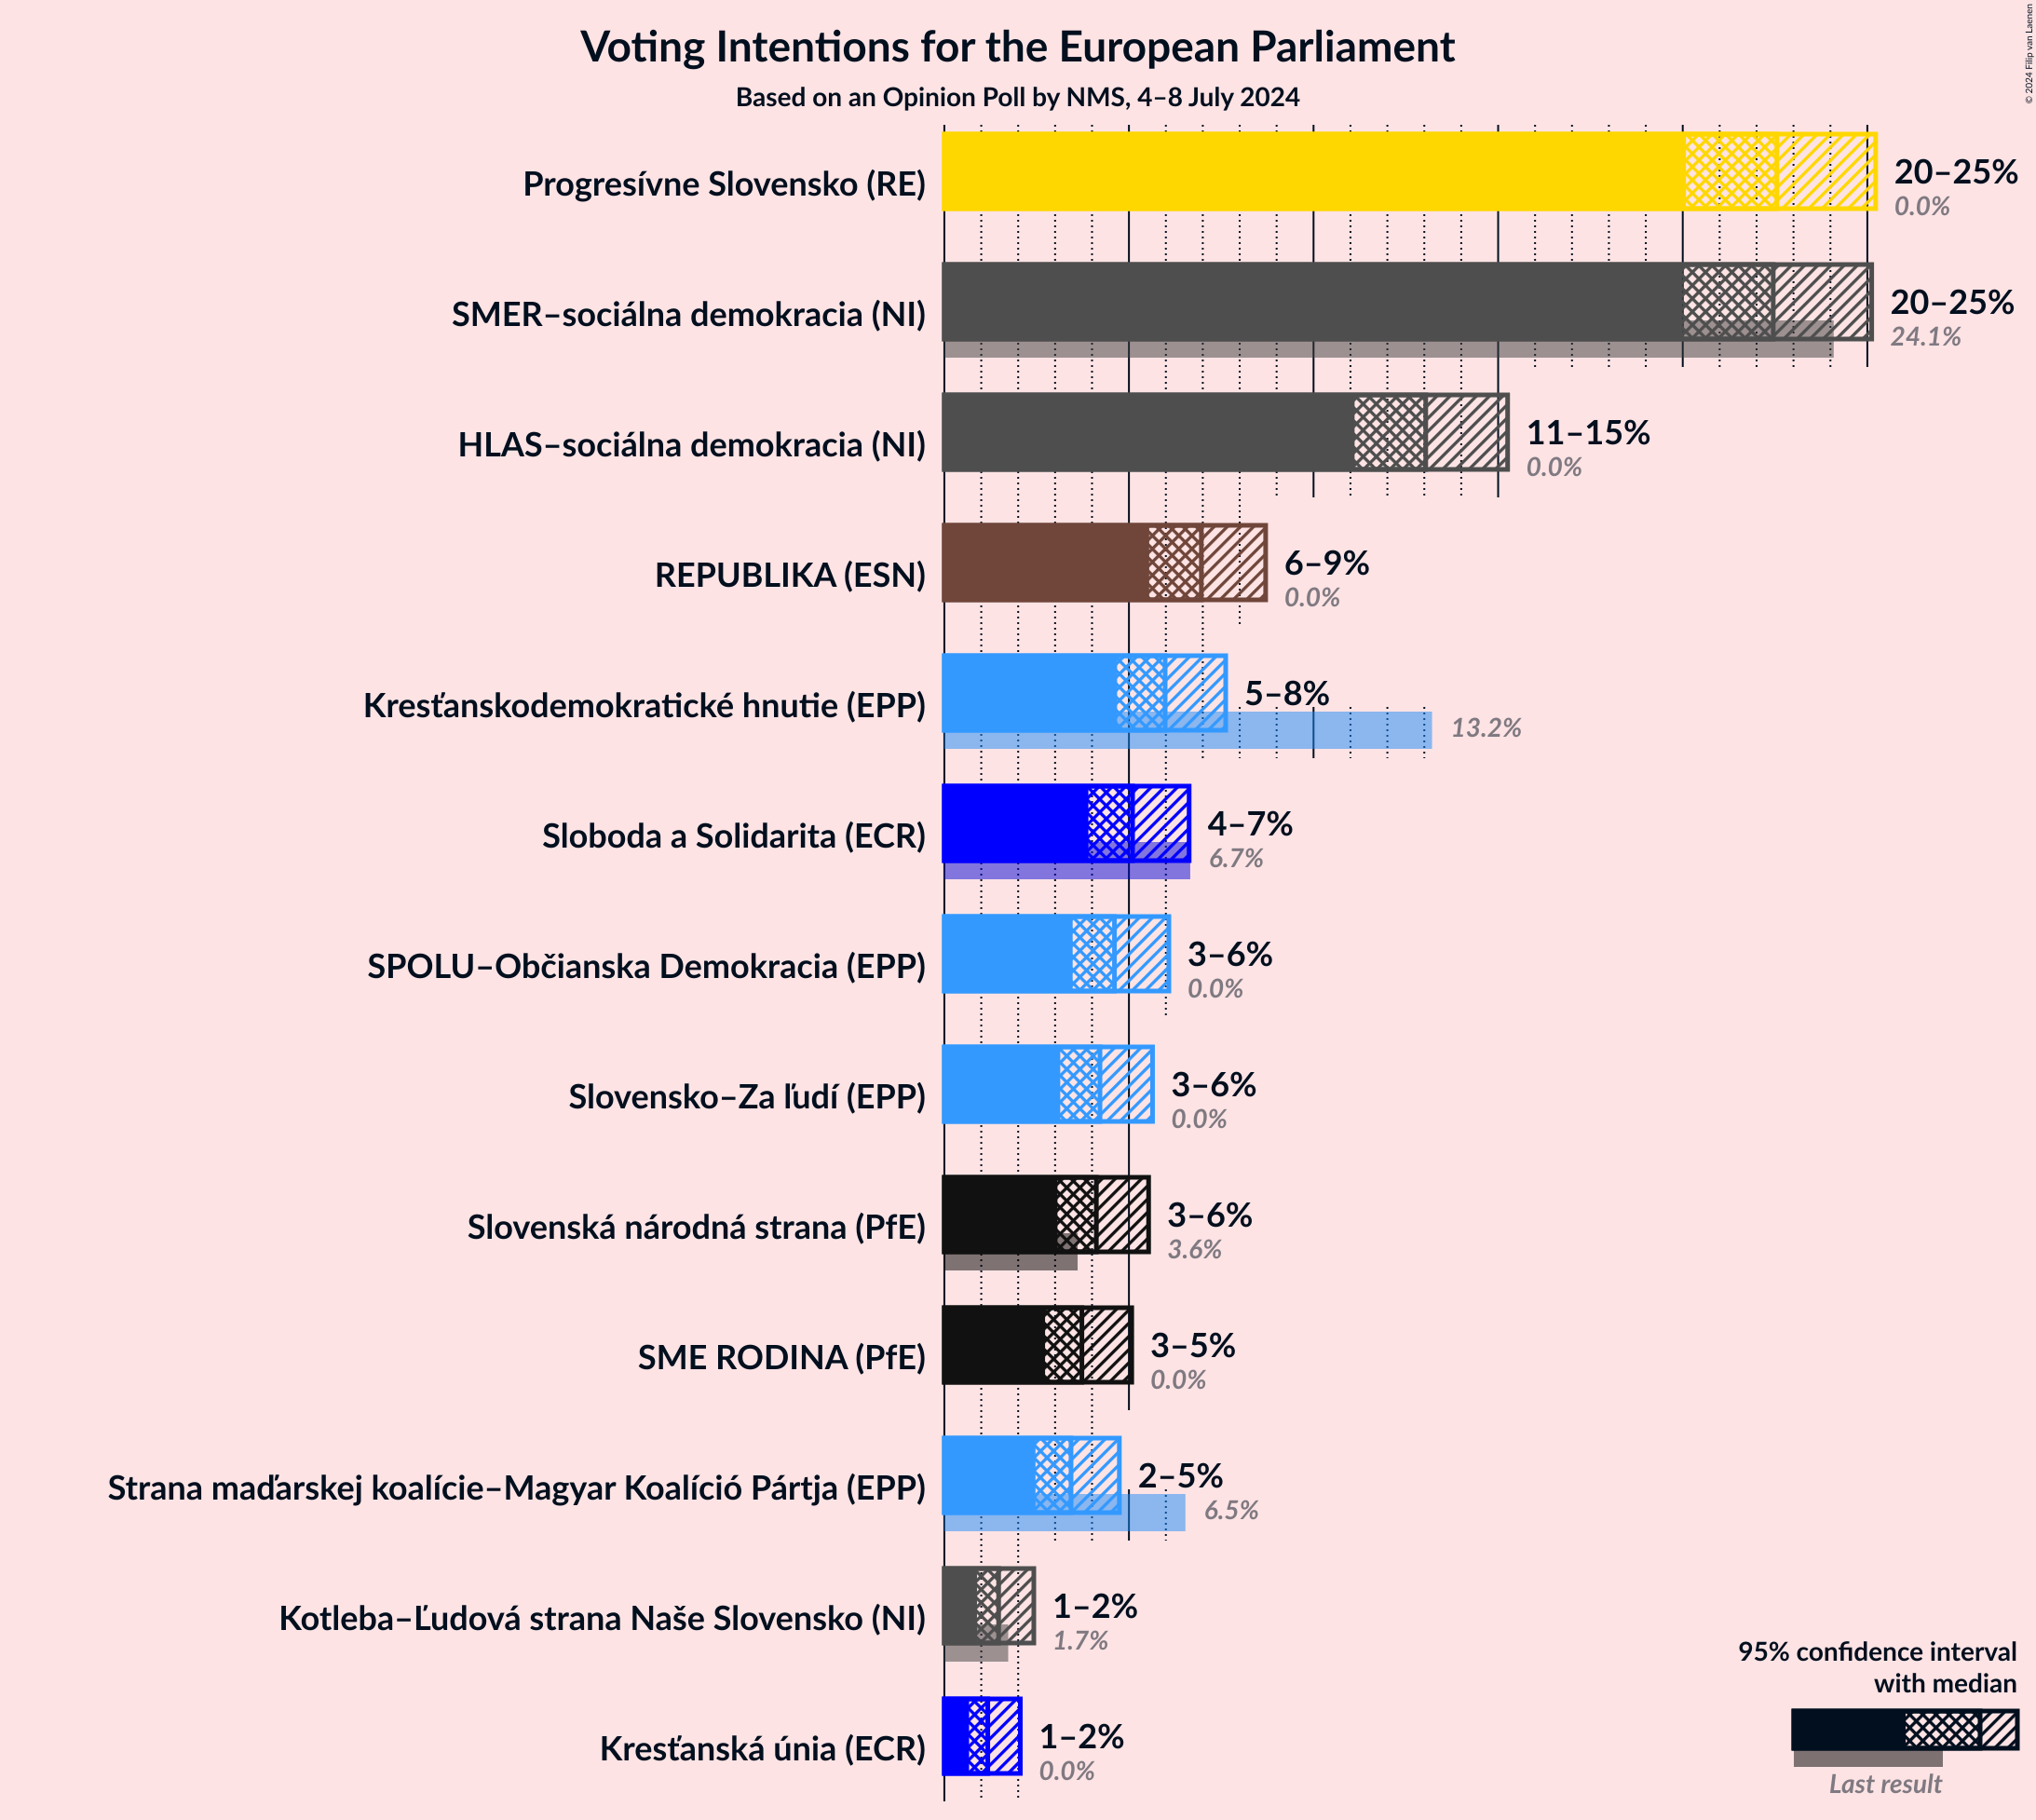 Voting Intentions for the European Parliament
Based on an Opinion Poll by NMS, 4–8 July 2024
© 2024 Filip van Laenen
Progresívne Slovensko (RE)
20–25%
0.0%
SMER–sociálna demokracia (NI)
20–25%
24.1%
HLAS–sociálna demokracia (NI)
11–15%
0.0%
REPUBLIKA (ESN)
6–9%
0.0%
Kresťanskodemokratické hnutie (EPP)
5–8%
13.2%
Sloboda a Solidarita (ECR)
4–7%
6.7%
SPOLU–Občianska Demokracia (EPP)
3–6%
0.0%
Slovensko–Za ľudí (EPP)
3–6%
0.0%
Slovenská národná strana (PfE)
3–6%
3.6%
SME RODINA (PfE)
3–5%
0.0%
Strana maďarskej koalície–Magyar Koalíció Pártja (EPP)
2–5%
6.5%
Kotleba–Ľudová strana Naše Slovensko (NI)
1–2%
1.7%
Kresťanská únia (ECR)
1–2%
0.0%
95% confidence interval
with median
Last result